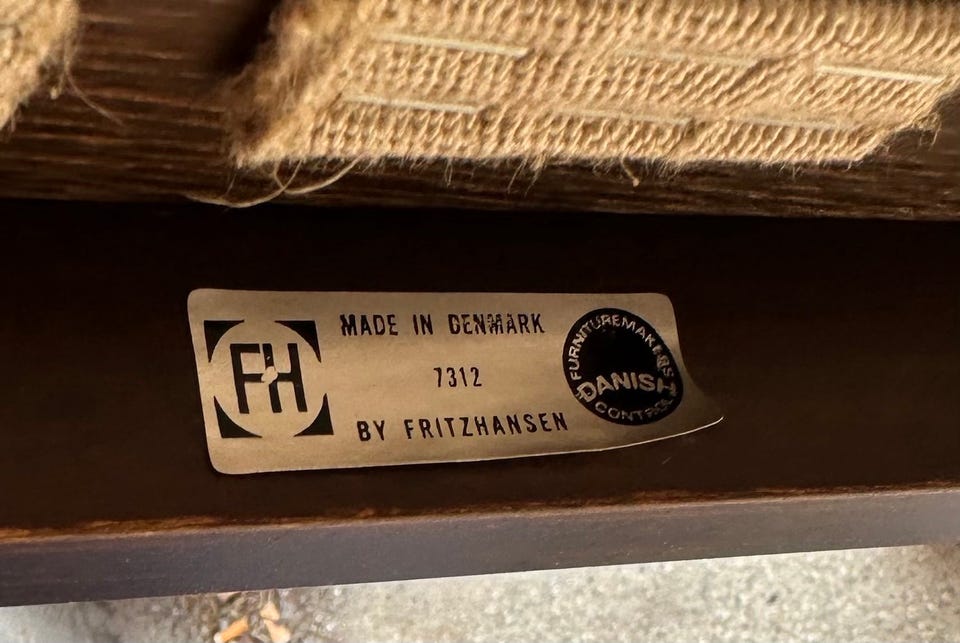 FH
MADE IN DENMARK
7312
BY FRITZHANSEN
FURNITUREMAKERS
DANISH
CONTROL